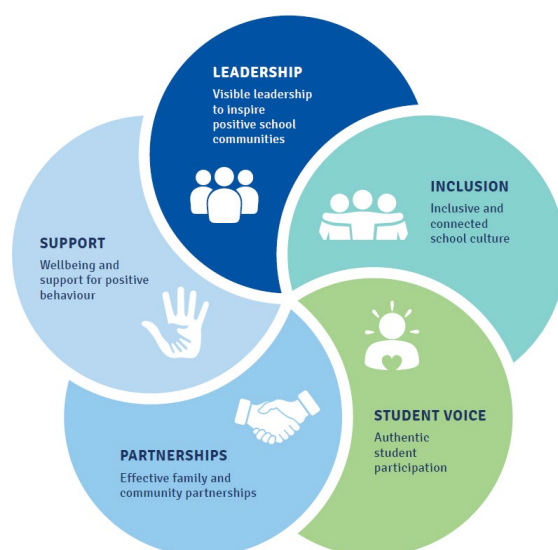 LEADERSHIP
Visible leadership
to inspire
positive school
communities
INCLUSION
Inclusive and
connected
school culture
STUDENT VOICE
Authentic
student
participation
PARTNERSHIPS
Effective family and
community partnerships
SUPPORT
Wellbeing and
support for positive
behaviour